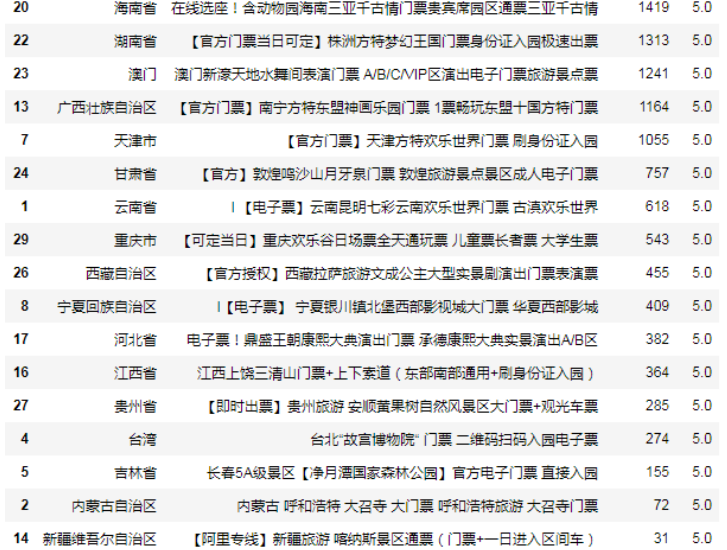 20 海南省 在线选座！含动物园海南三亚千古情门票贵宾席园区通票三亚千古情 1419 5.0
22 湖南省 【官方门票当日可定】株洲方特梦幻王国门票身份证入园极速出票 1313 5.0
23 澳门 澳门新濠天地水舞间表演门票 A/B/C/VIP区演出电子门票旅游景点票 1241 5.0
13 广西壮族自治区 【官方门票】南宁方特东盟神画乐园门票 1票畅玩东盟十国方特门票 1164 5.0
7 天津市 【官方门票】天津方特欢乐世界门票 刷身份证入园 1055 5.0
24 甘肃省 【官方】敦煌鸣沙山月牙泉门票 敦煌旅游景点景区成人电子门票 757 5.0
1 云南省 |【电子票】云南昆明七彩云南欢乐世界门票 古滇欢乐世界 618 5.0
29 重庆市 【可定当日】重庆欢乐谷日场票全天通玩票 儿童票长者票 大学生票 543 5.0
26 西藏自治区 【官方授权】西藏拉萨旅游文成公主大型实景剧演出门票表演票 455 5.0
8 宁夏回族自治区 |【电子票】 宁夏银川镇北堡西部影视城大门票 华夏西部影城 409 5.0
17 河北省 电子票！鼎盛王朝康熙大典演出门票 承德康熙大典实景演出A/B区 382 5.0
16 江西省 江西上饶三清山门票+上下索道（东部南部通用+刷身份证入园） 364 5.0
27 贵州省 【即时出票】贵州旅游 安顺黄果树自然风景区大门票+观光车票 285 5.0
4 台湾 台北“故宫博物院” 门票 二维码扫码入园电子票 274 5.0
5 吉林省 长春5A级景区【净月潭国家森林公园】官方电子门票 直接入园 155 5.0
2 内蒙古自治区 内蒙古 呼和浩特 大召寺 大门票 呼和浩特旅游 大召寺门票 72 5.0
14 新疆维吾尔自治区 【阿里专线】新疆旅游 喀纳斯景区通票（门票+一日进入区间车） 31 5.0